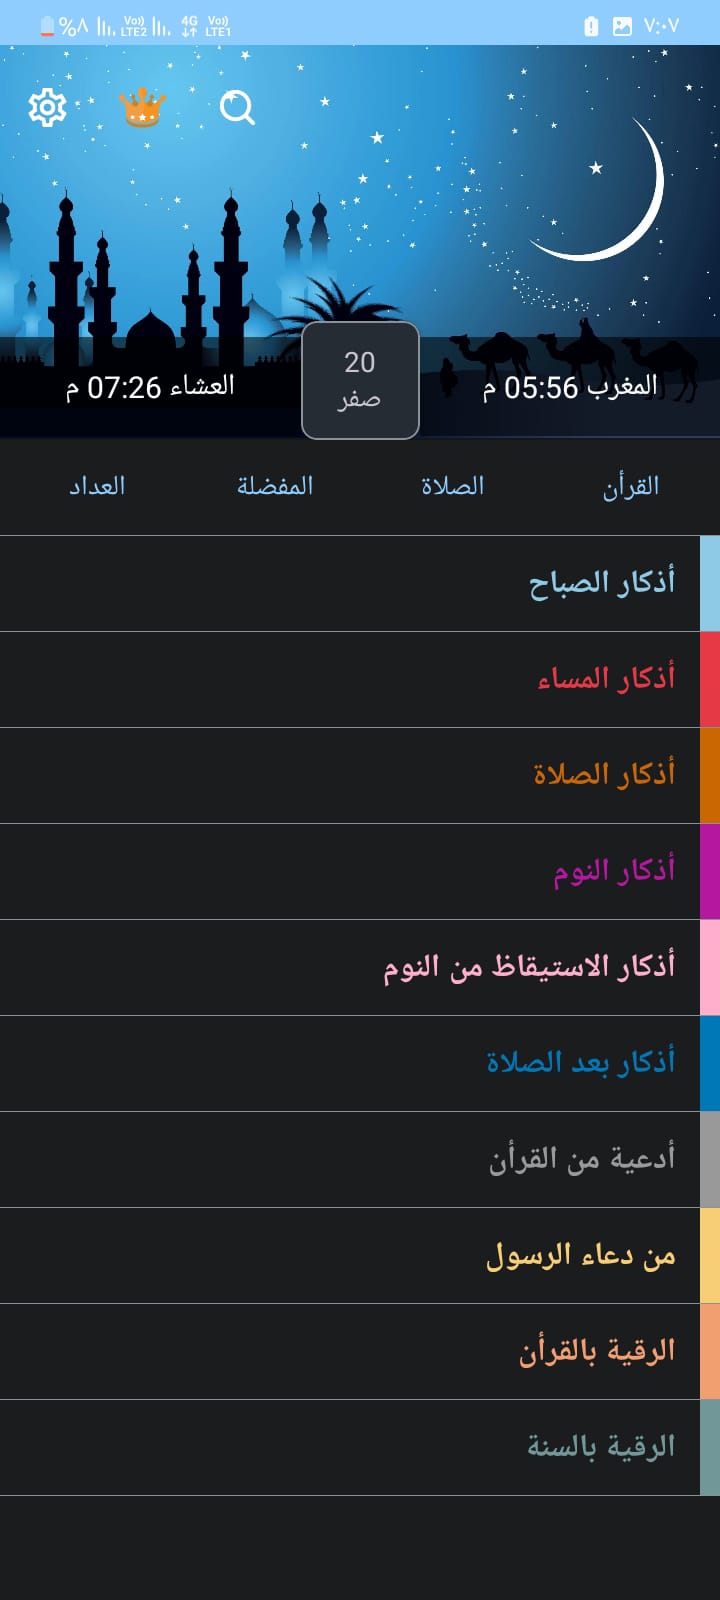 ٧:٠٧
Vo)) LTE1 4G Vo)) LTE2 %٨
20
صفر
المغرب 05:56 م
العشاء 07:26 م
القرأن الصلاة المفضلة العداد
أذكار الصباح
أذكار المساء
أذكار الصلاة
أذكار النوم
أذكار الاستيقاظ من النوم
أذكار بعد الصلاة
أدعية من القرأن
من دعاء الرسول
الرقية بالقرأن
الرقية بالسنة